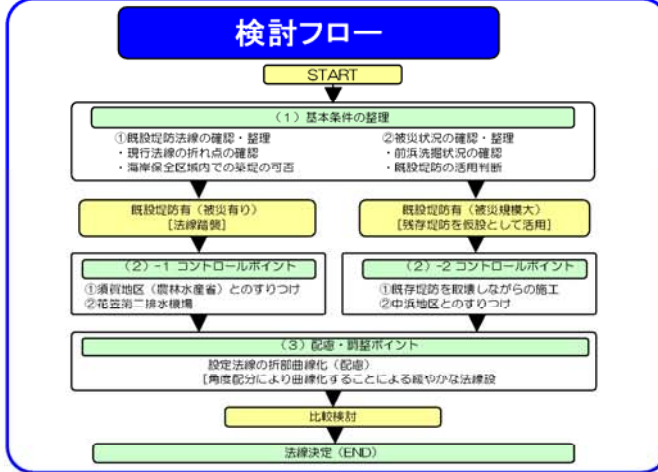 検討フロー
START
（1）基本条件の整理
①既設堤防法線の確認・整理
・現行法線の折れ点の確認
・海岸保全区域内での築堤の可否
②被災状況の確認・整理
・前浜洗掘状況の確認
・既設堤防の活用判断
既設堤防有（被災有り）
[法線踏襲]
既設堤防有（被災規模大）
[残存堤防を仮設として活用]
（2）-1 コントロールポイント
①須賀地区（農林水産省）とのすりつけ
②花笠第二排水機場
（2）-2 コントロールポイント
①既存堤防を取壊しながらの施工
②中浜地区とのすりつけ
（3）配慮・調整ポイント
設定法線の折部曲線化（配慮）
[角度配分により曲線化することによる緩やかな法線設
比較検討
法線決定（END）